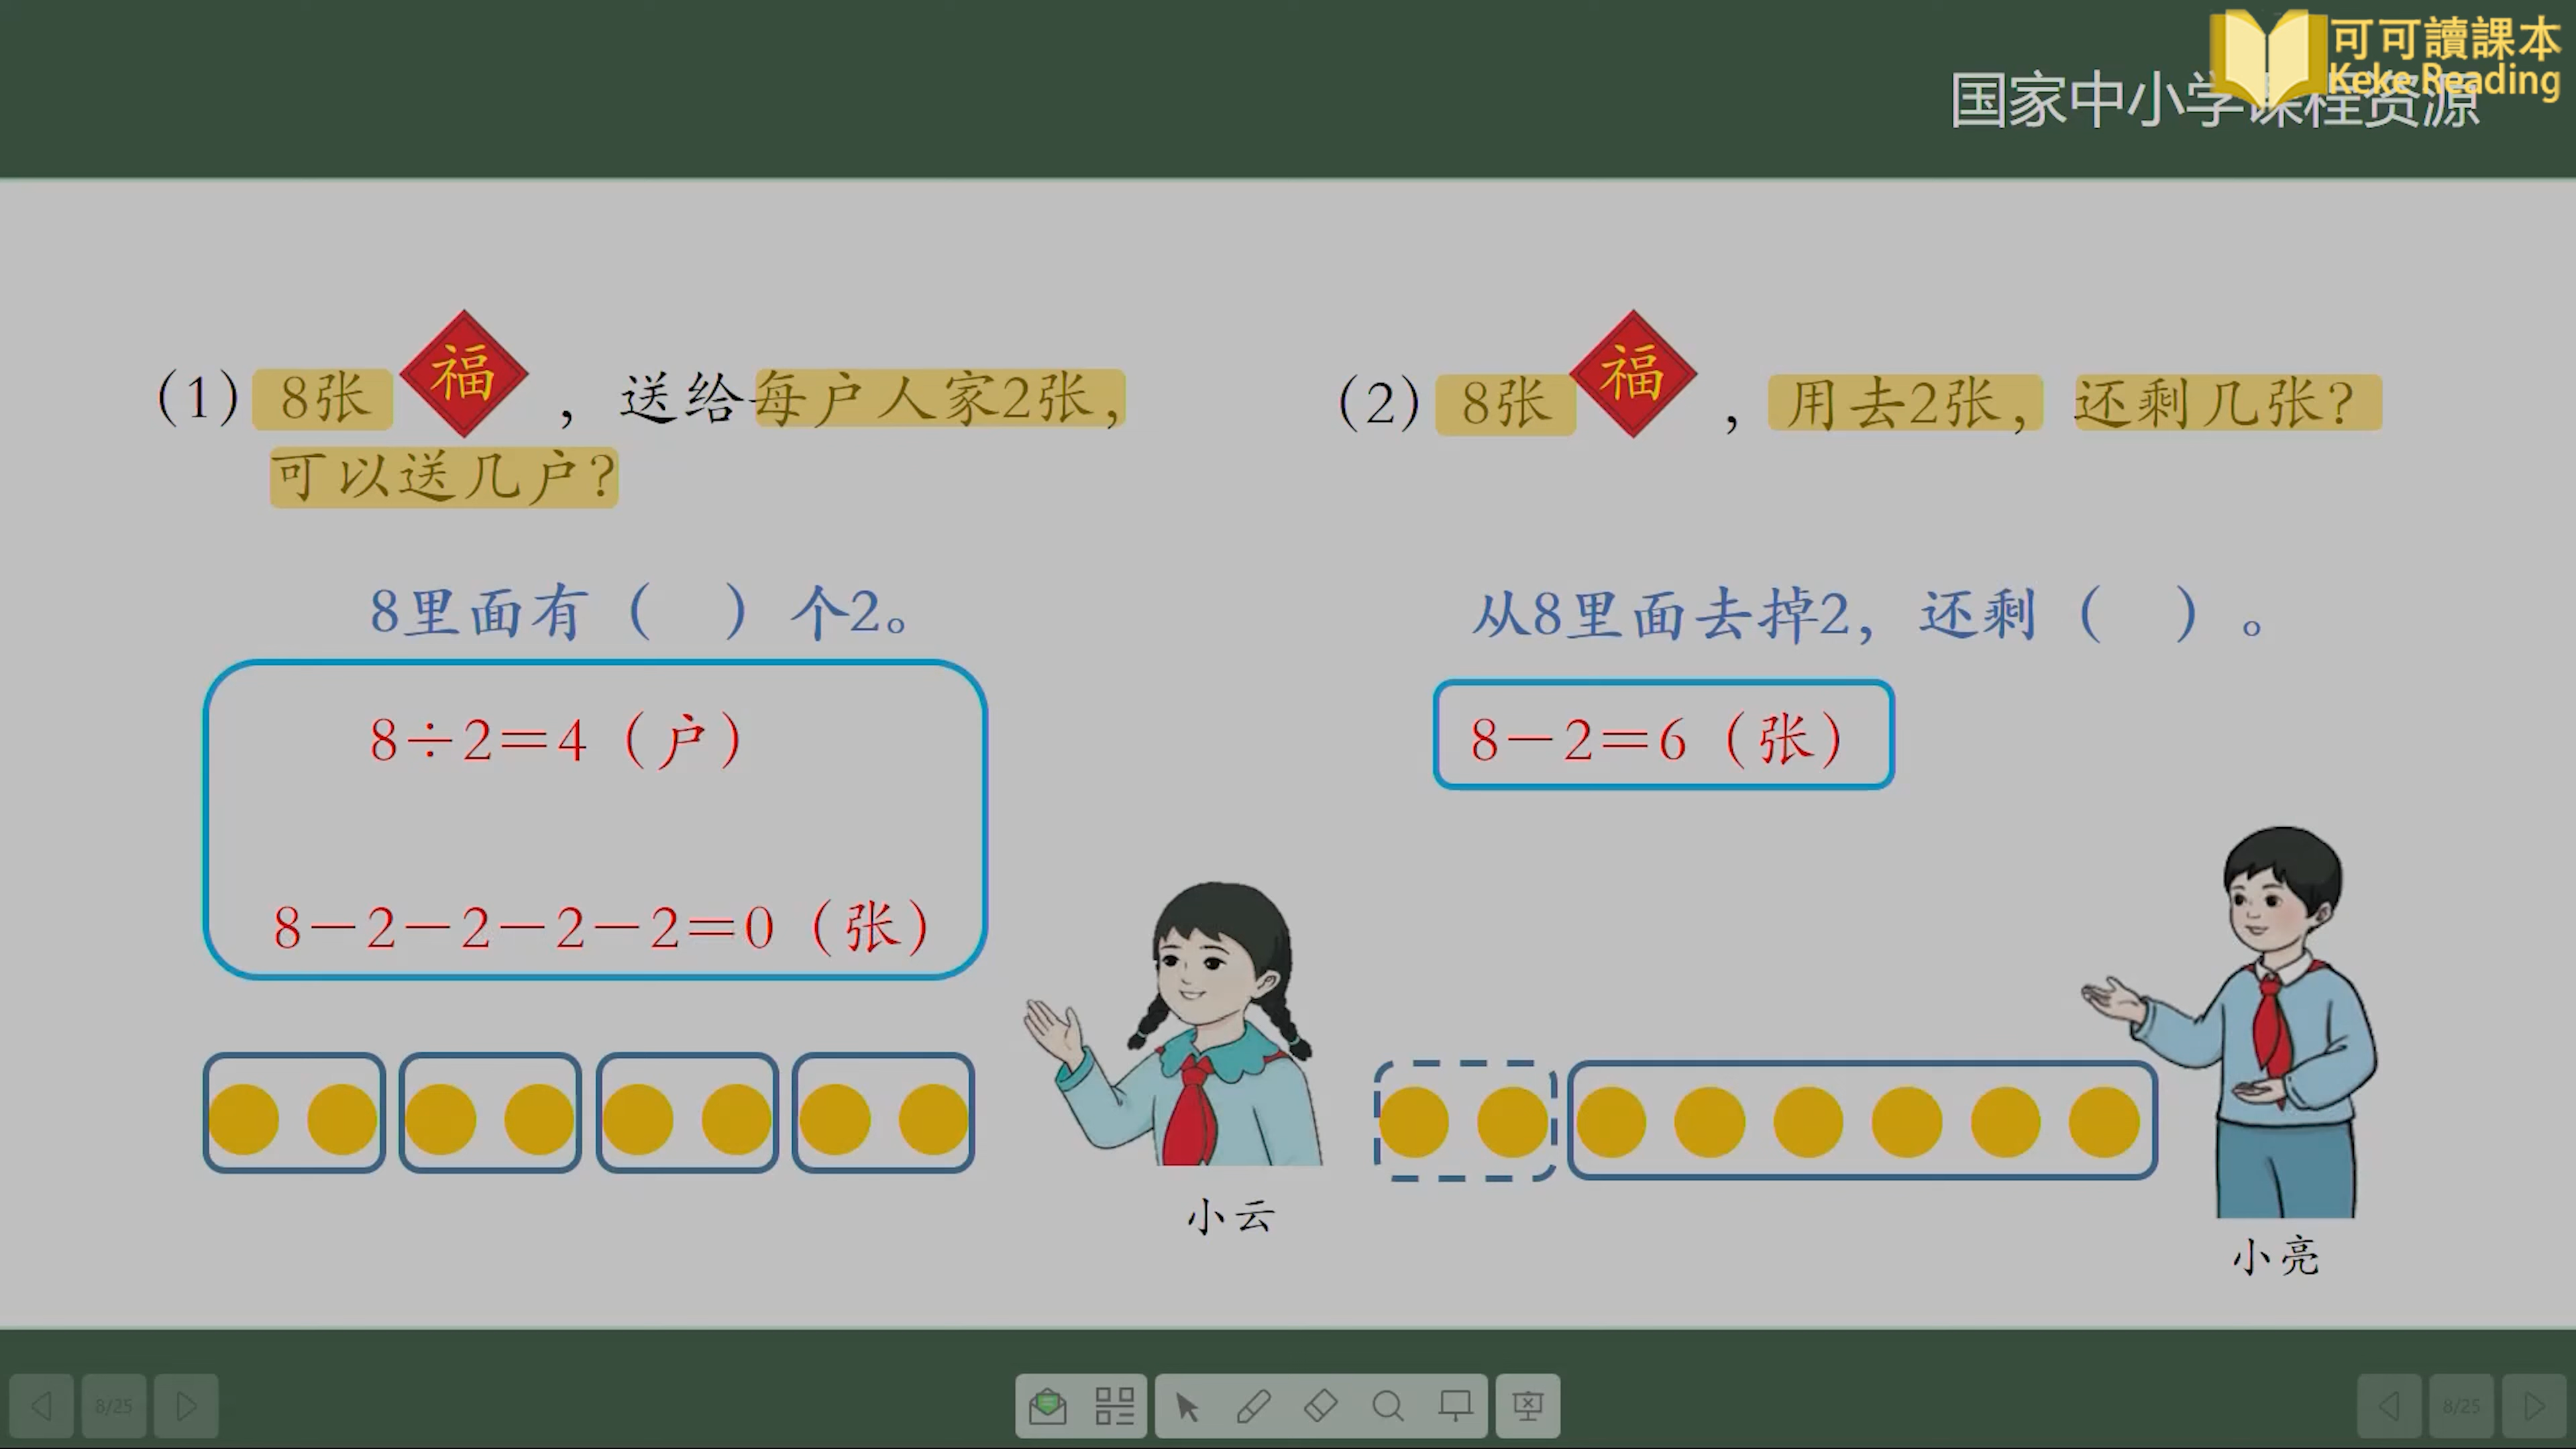 可可讀課本
Keke Reading
国家中小学课程资源
(1) 8张 福 ，送给每户人家2张，
可以送几户?
8里面有（ ）个2。
8÷2＝4（户）
8－2－2－2－2＝0（张）
小云
(2) 8张 福 ，用去2张，还剩几张?
从8里面去掉2，还剩（ ）。
8－2＝6（张）
小亮
8/25
8/25